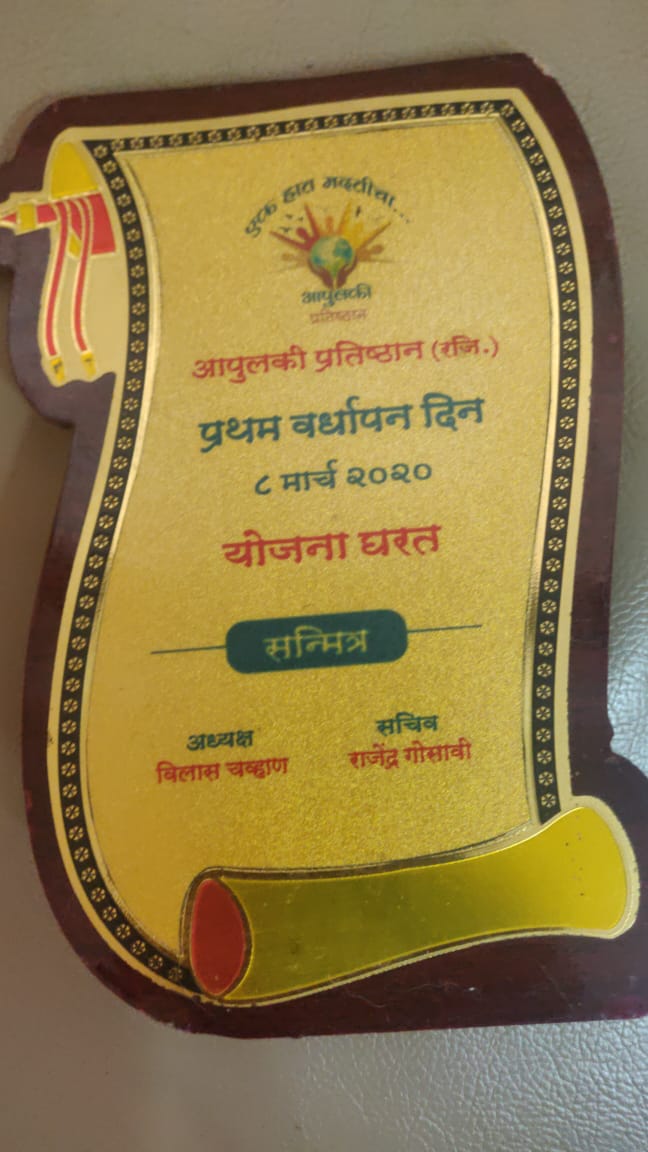 एक हात मदतीचा...
आपुलकी
प्रतिष्ठान
आपुलकी प्रतिष्ठान (रजि.)
प्रथम वर्धापन दिन
८ मार्च २०२०
योजना घरत
सन्मित्र
अध्यक्ष
विलास चव्हाण
सचिव
राजेंद्र गोसावी